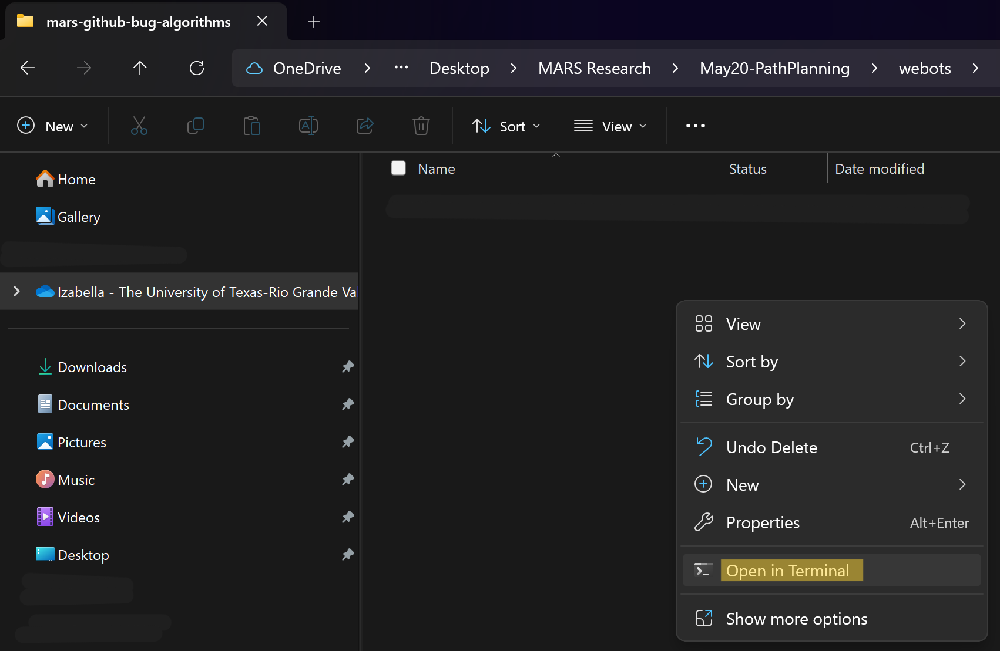 mars-github-bug-algorithms
OneDrive > ... Desktop > MARS Research > May20-PathPlanning > webots >
New Sort View ...
Name Status Date modified
Home
Gallery
Izabella - The University of Texas-Rio Grande Va
Downloads
Documents
Pictures
Music
Videos
Desktop
View
Sort by
Group by
Undo Delete Ctrl+Z
New
Properties Alt+Enter
Open in Terminal
Show more options